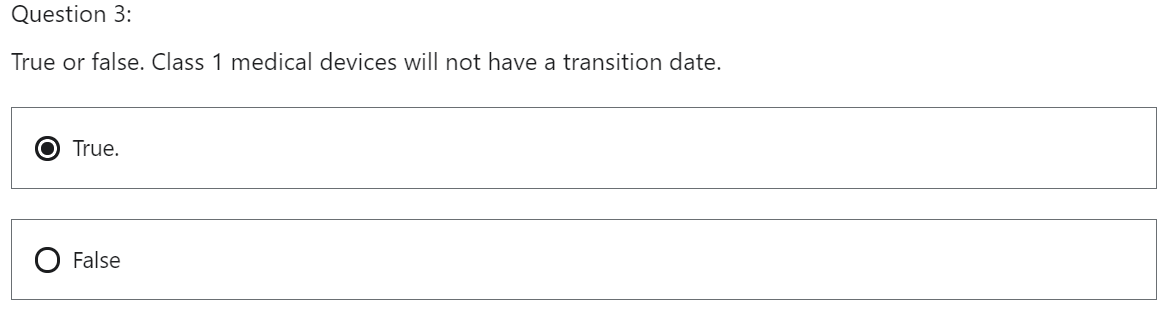 Question 3:
True or false. Class 1 medical devices will not have a transition date.
True.
False